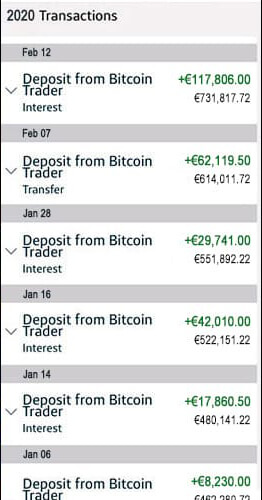 2020 Transactions
Feb 12
Deposit from Bitcoin +€117,806.00
Trader €731,817.72
Interest
Feb 07
Deposit from Bitcoin +€62,119.50
Trader €614,011.72
Transfer
Jan 28
Deposit from Bitcoin +€29,741.00
Trader €551,892.22
Interest
Jan 16
Deposit from Bitcoin +€42,010.00
Trader €522,151.22
Interest
Jan 14
Deposit from Bitcoin +€17,860.50
Trader €480,141.22
Interest
Jan 06
Deposit from Bitcoin +€8,230.00
Trader €462,280.72